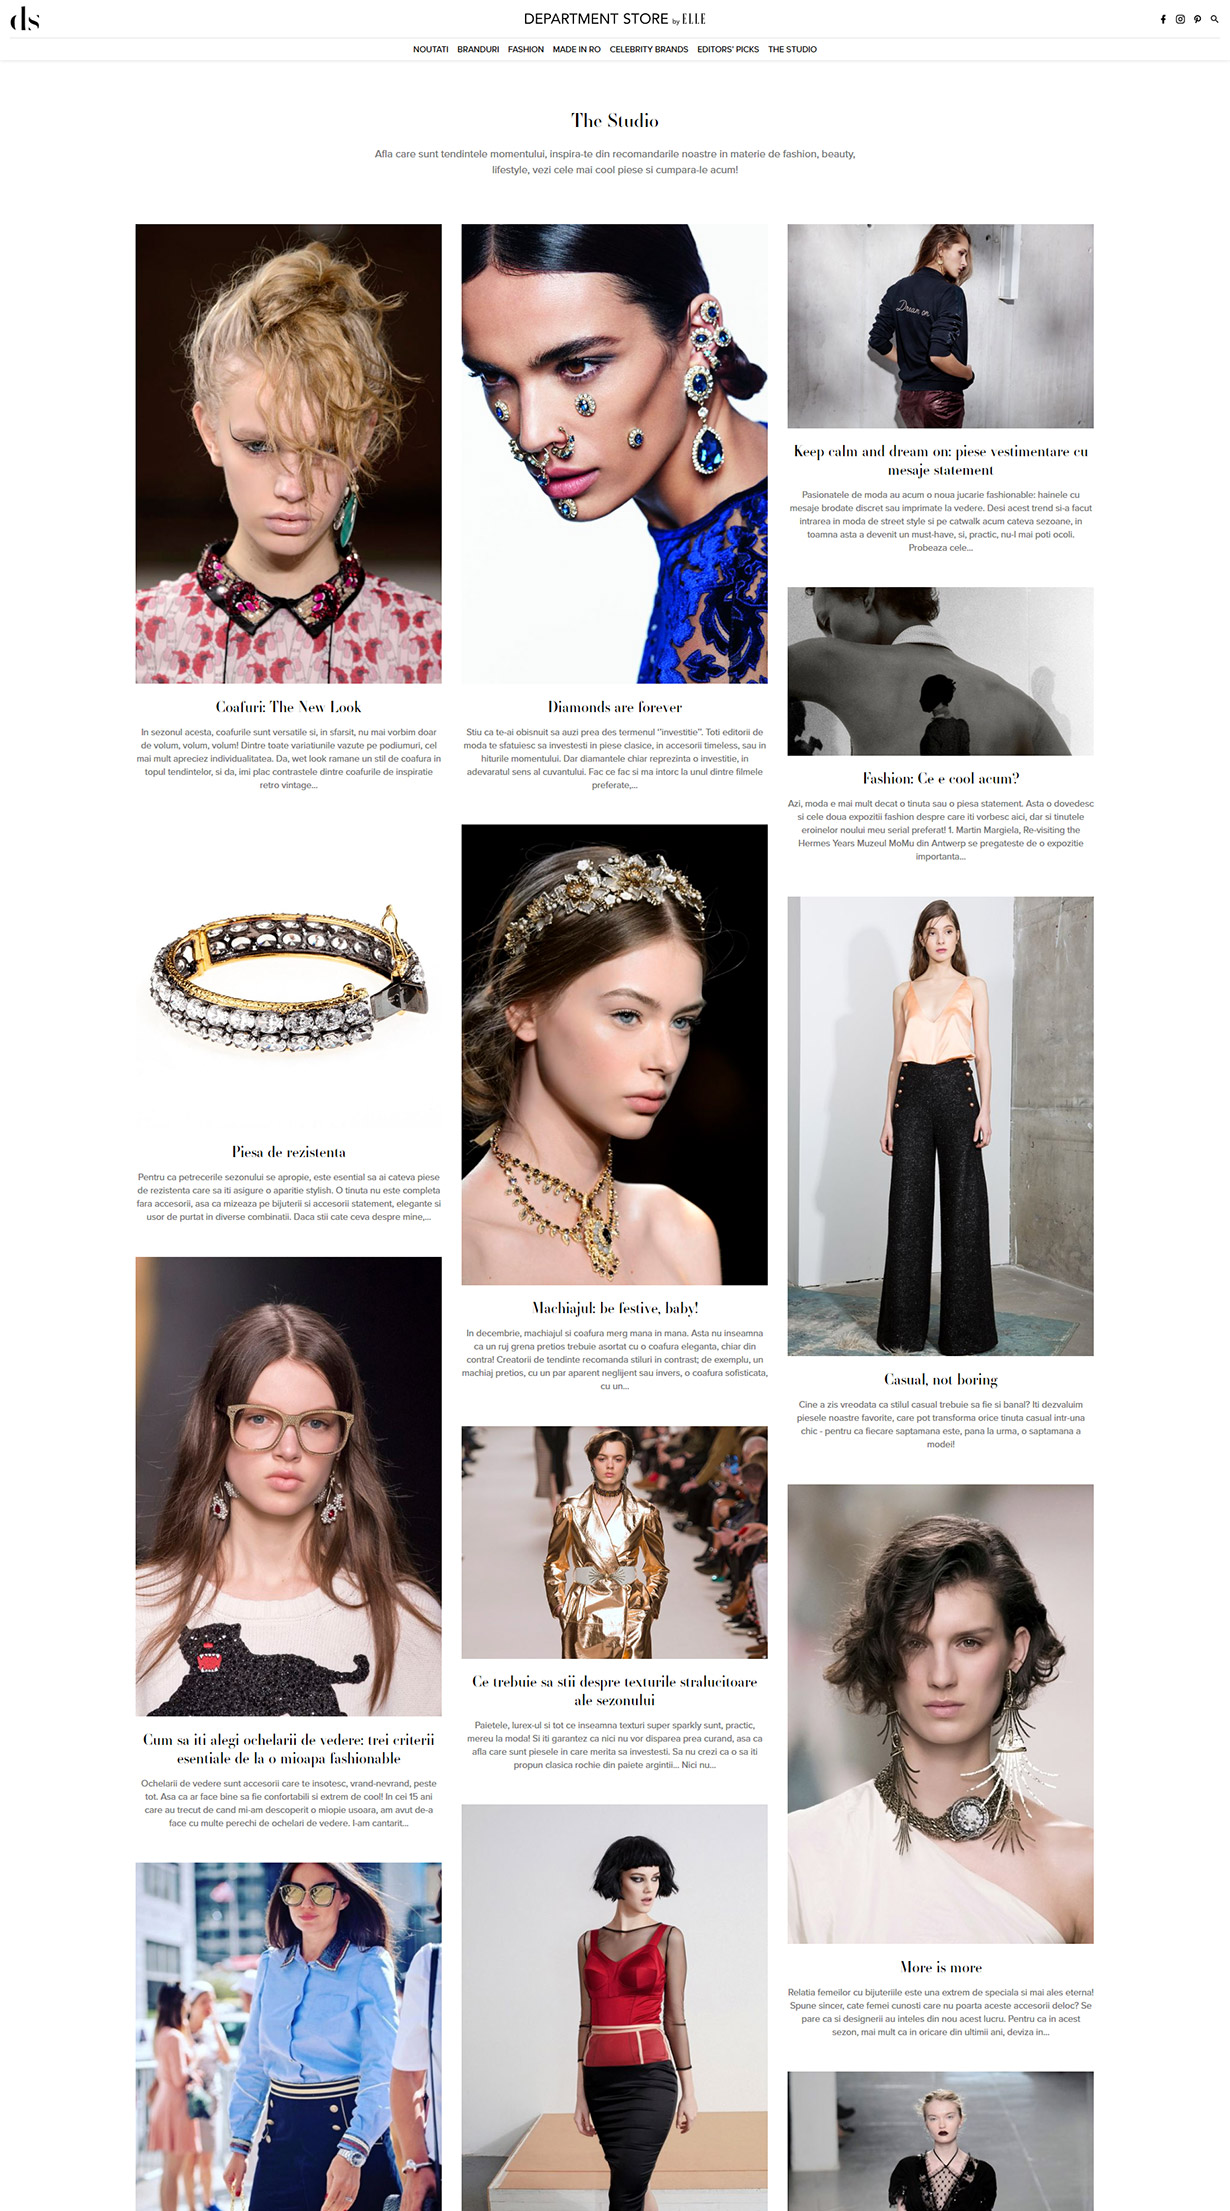 ds
DEPARTMENT STORE by ELLE
NOUTATI BRANDURI FASHION MADE IN RO CELEBRITY BRANDS EDITORS' PICKS THE STUDIO
The Studio
Afla care sunt tendintele momentului, inspira-te din recomandarile noastre in materie de fashion, beauty,
lifestyle, vezi cele mai cool piese si cumpara-le acum!
Coafuri: The New Look
In sezonul acesta, coafurile sunt versatile si, in sfarsit, nu mai vorbim doar
de volum, volum, volum! Dintre toate variatiunile vazute pe podiumuri, cel
mai mult apreciez individualitatea. Da, wet look ramane un stil de coafura in
topul tendintelor, si da, imi plac contrastele dintre coafurile de inspiratie
retro vintage...
Piesa de rezistenta
Pentru ca petrecerile sezonului se apropie, este esential sa ai cateva piese
de rezistenta care sa iti asigure o aparitie stylish. O tinuta nu este completa
fara accesorii, asa ca mizeaza pe bijuterii si accesorii statement, elegante si
usor de purtat in diverse combinatii. Daca stii cate ceva despre mine,...
Cum sa iti alegi ochelarii de vedere: trei criterii
esentiale de la o mioapa fashionable
Ochelarii de vedere sunt accesorii care te insotesc, vrand-nevrand, peste
tot. Asa ca ar face bine sa fie confortabili si extrem de cool! In cei 15 ani
care au trecut de cand mi-am descoperit o miopie usoara, am avut de-a
face cu multe perechi de ochelari de vedere. I-am cantarit...
Diamonds are forever
Stiu ca te-ai obisnuit sa auzi prea des termenul "investitie". Toti editorii de
moda te sfatuiesc sa investesti in piese clasice, in accesorii timeless, sau in
hiturile momentului. Dar diamantele chiar reprezinta o investitie, in
adevaratul sens al cuvantului. Fac ce fac si ma intorc la unul dintre filmele
preferate,...
Machiajul: be festive, baby!
In decembrie, machiajul si coafura merg mana in mana. Asta nu inseamna
ca un ruj grena pretios trebuie asortat cu o coafura eleganta, chiar din
contra! Creatorii de tendinte recomanda stiluri in contrast; de exemplu, un
machiaj pretios, cu un par aparent neglijent sau invers, o coafura sofisticata,
cu un...
Ce trebuie sa stii despre texturile stralucitoare
ale sezonului
Paietele, lurex-ul si tot ce inseamna texturi super sparkly sunt, practic,
mereu la moda! Si iti garantez ca nici nu vor disparea prea curand, asa ca
afla care sunt piesele in care merita sa investesti. Sa nu crezi ca o sa iti
propun clasica rochie din paiete argintii... Nici nu...
Dream on
Keep calm and dream on: piese vestimentare cu
mesaje statement
Pasionatele de moda au acum o noua jucarie fashionable: hainele cu
mesaje brodate discret sau imprimate la vedere. Desi acest trend si-a facut
intrarea in moda de street style si pe catwalk acum cateva sezoane, in
toamna asta a devenit un must-have, si, practic, nu-l mai poti ocoli.
Probeaza cele...
Fashion: Ce e cool acum?
Azi, moda e mai mult decat o tinuta sau o piesa statement. Asta o dovedesc
si cele doua expozitii fashion despre care iti vorbesc aici, dar si tinutele
eroinelor noului meu serial preferat! 1. Martin Margiela, Re-visiting the
Hermes Years Muzeul MoMu din Antwerp se pregateste de o expozitie
importanta...
Casual, not boring
Cine a zis vreodata ca stilul casual trebuie sa fie si banal? Iti dezvaluim
piesele noastre favorite, care pot transforma orice tinuta casual intr-una
chic - pentru ca fiecare saptamana este, pana la urma, o saptamana a
modei!
More is more
Relatia femeilor cu bijuteriile este una extrem de speciala si mai ales eterna!
Spune sincer, cate femei cunosti care nu poarta aceste accesorii deloc? Se
pare ca si designerii au inteles din nou acest lucru. Pentru ca in acest
sezon, mai mult ca in oricare din ultimii ani, deviza in...